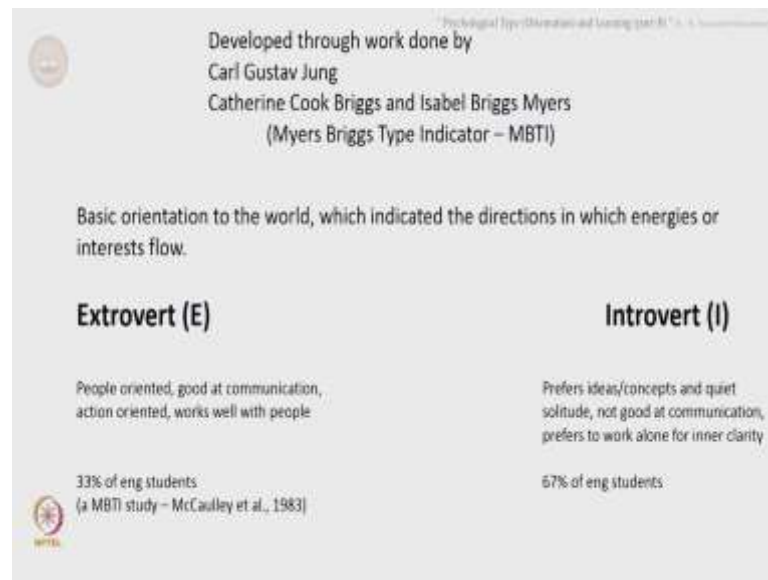 Developed through work done by
Carl Gustav Jung
Catherine Cook Briggs and Isabel Briggs Myers
(Myers Briggs Type Indicator – MBTI)
Basic orientation to the world, which indicated the directions in which energies or
interests flow.
Extrovert (E)
Introvert (I)
People oriented, good at communication,
action oriented, works well with people
Prefers ideas/concepts and quiet
solitude, not good at communication,
prefers to work alone for inner clarity
33% of eng students
(a MBTI study – McCaulley et al., 1983)
67% of eng students
NPTEL